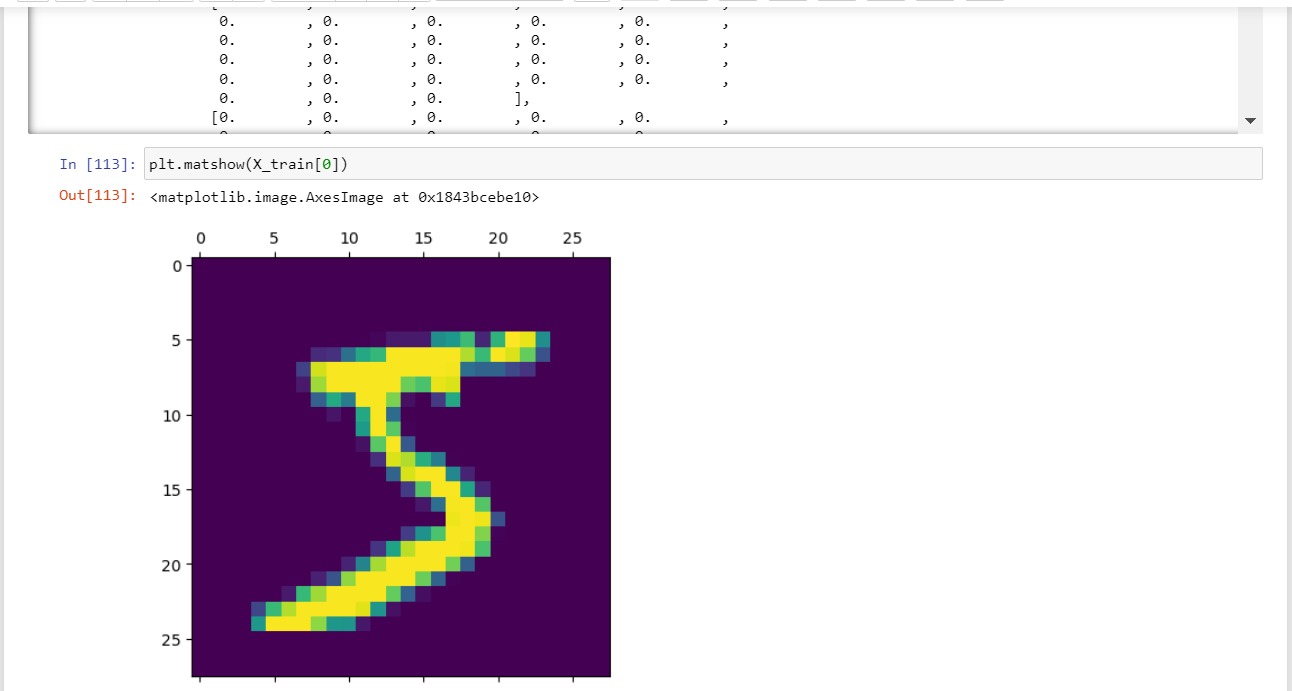 0. , 0. , 0. , 0. , 0. ,
0. , 0. , 0. , 0. , 0. ,
0. , 0. , 0. , 0. , 0. ,
0. , 0. , 0. , 0. , 0. ,
0. , 0. , 0. ],
[0. , 0. , 0. , 0. , 0. ,
In [113]: plt.matshow(X_train[0])
Out[113]: <matplotlib.image.AxesImage at 0x1843bcebe10>
0 5 10 15 20 25
0
5
10
15
20
25